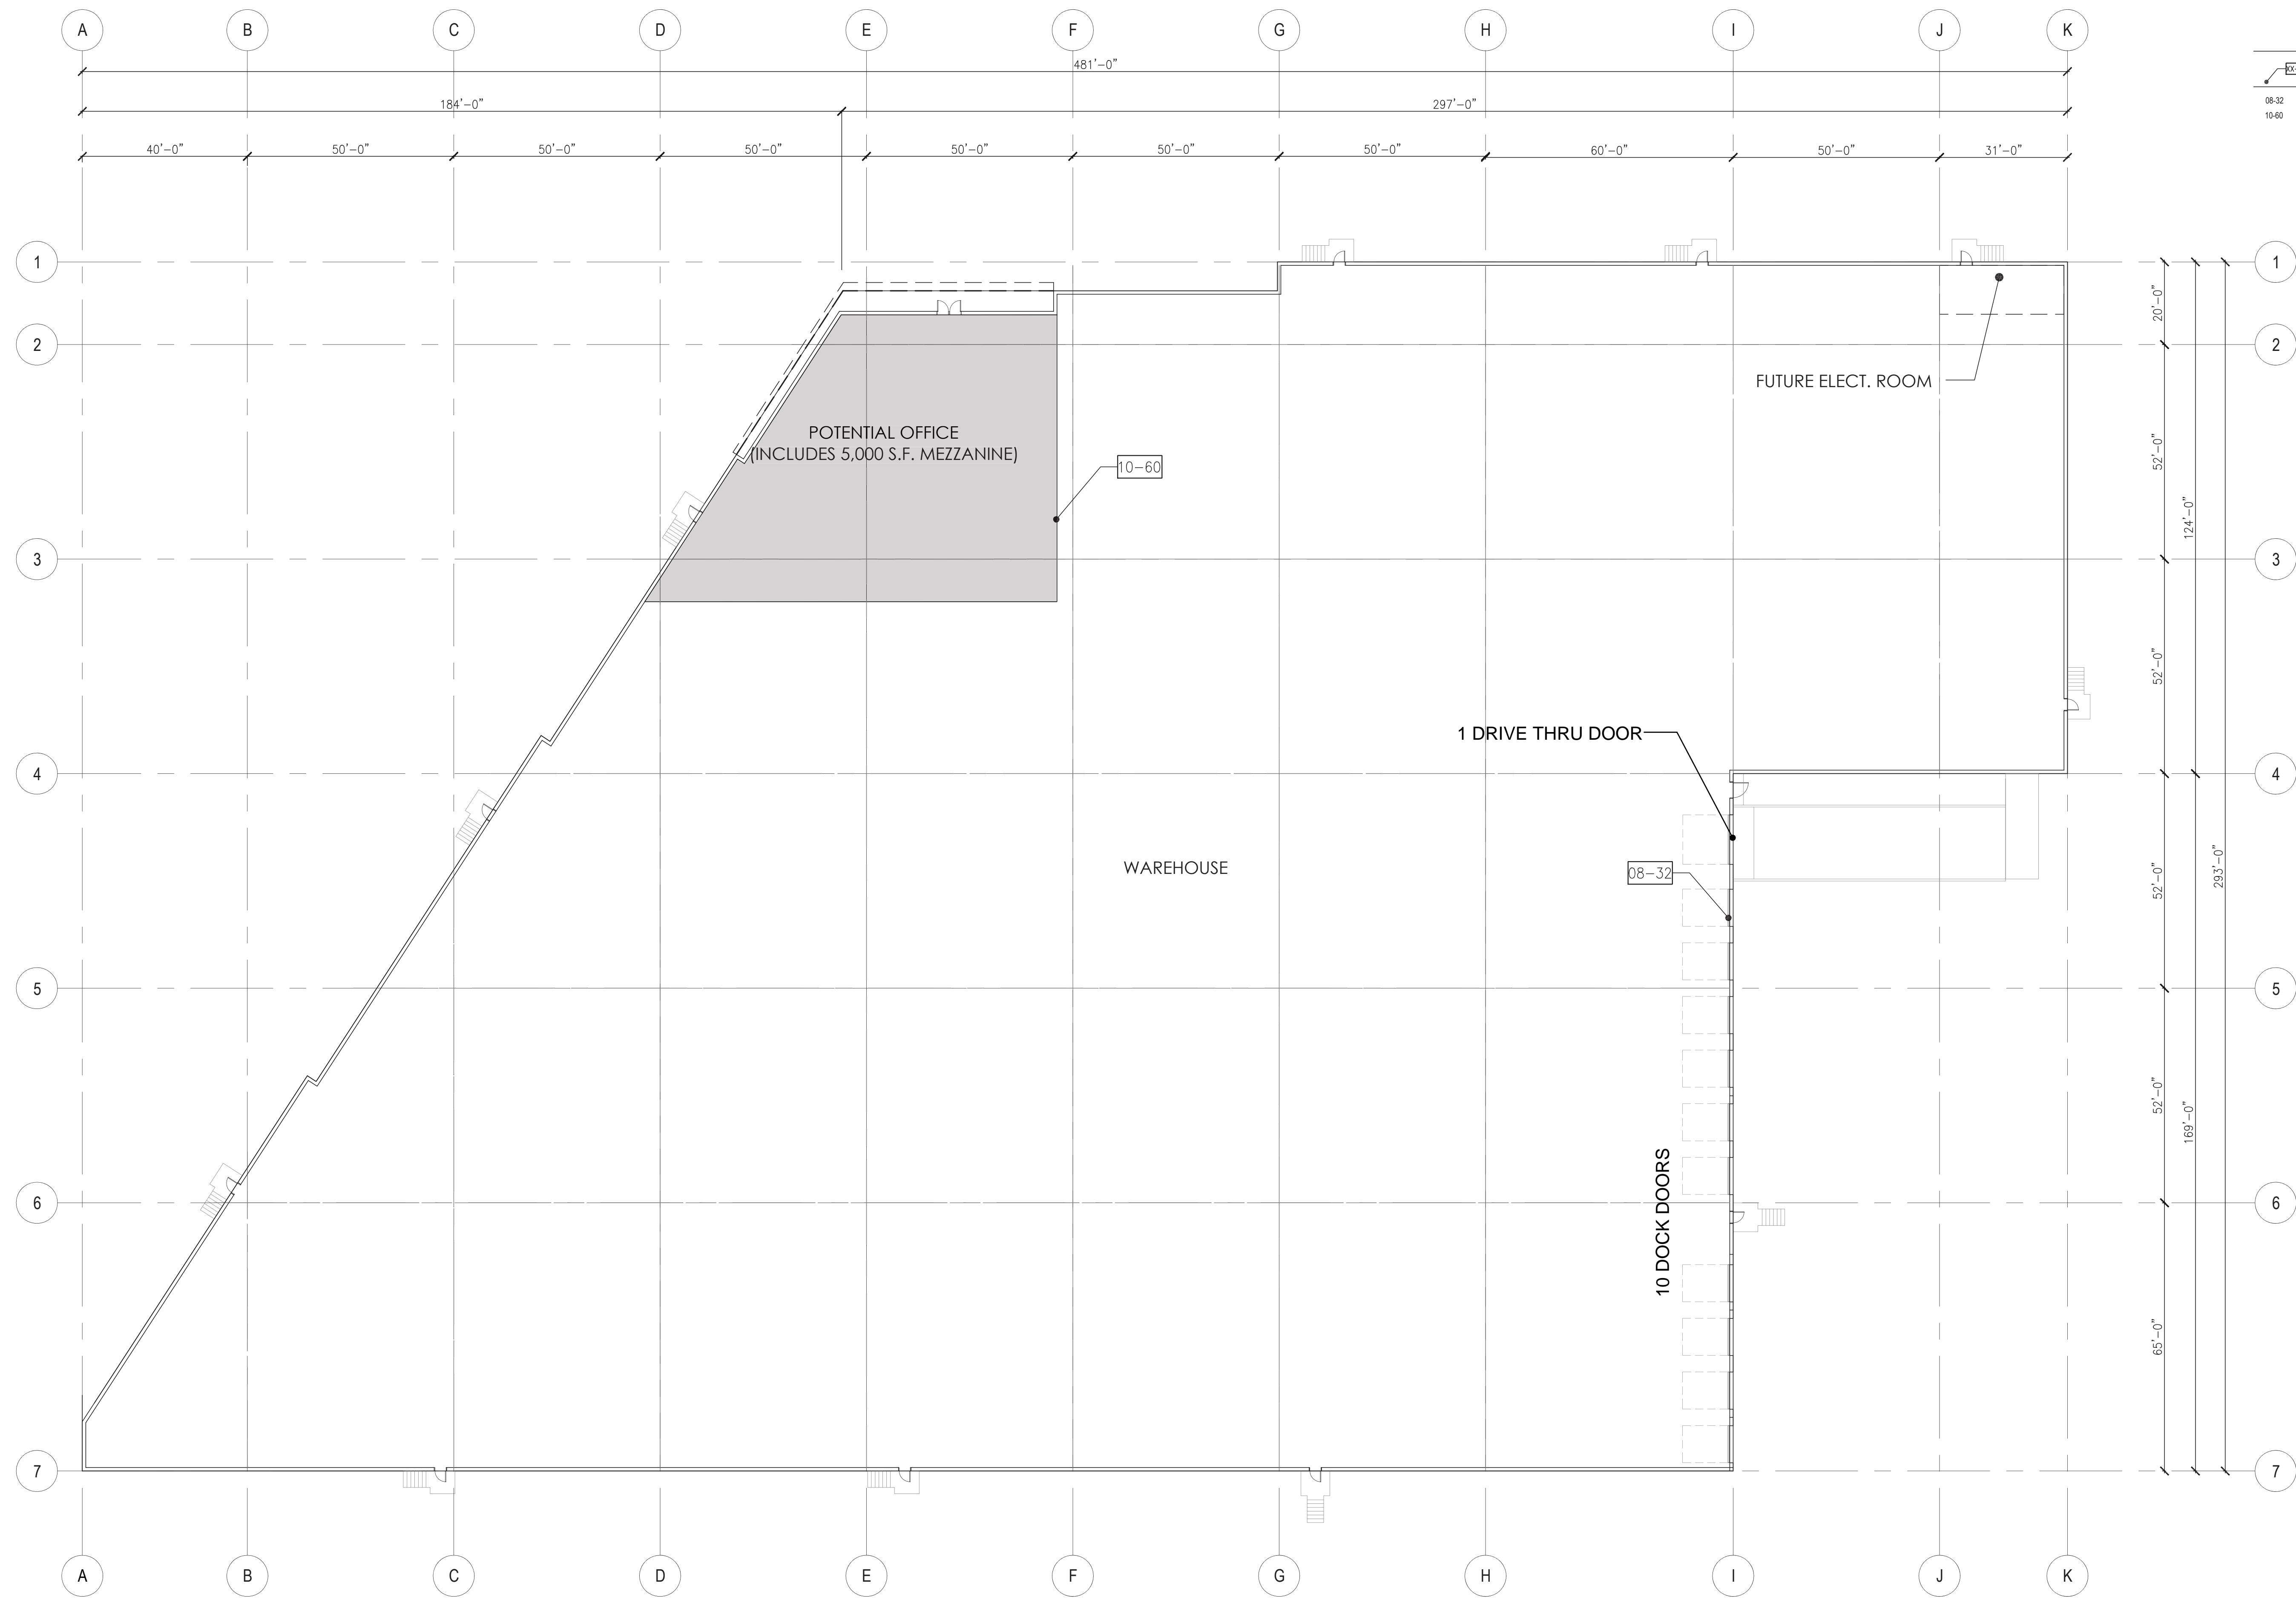 A B C D E F G H I J K
481'-0"
XX-
184'-0" 297'-0"
08-32
10-60
40'-0" 50'-0" 50'-0" 50'-0" 50'-0" 50'-0" 50'-0" 60'-0" 50'-0" 31'-0"
1 1
20'-0"
2 2
FUTURE ELECT. ROOM
POTENTIAL OFFICE
(INCLUDES 5,000 S.F. MEZZANINE)
52'-0"
10-60
124'-0"
3 3
52'-0"
1 DRIVE THRU DOOR
4 4
WAREHOUSE
08-32
52'-0"
293'-0"
5 5
52'-0"
169'-0"
6 6
10 DOCK DOORS
65'-0"
7 7
A B C D E F G H I J K